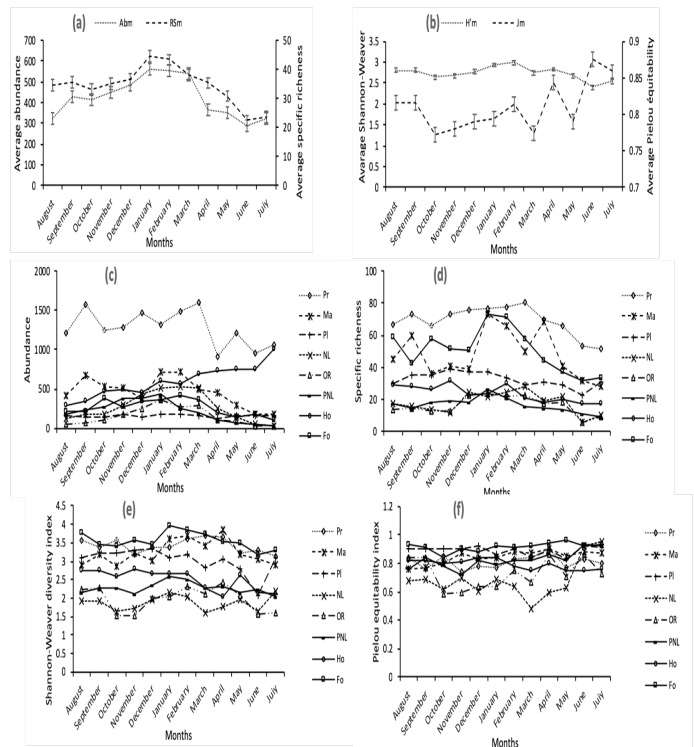 (a)
Abm
RSm
700
600
500
400
300
200
100
0
50
40
30
20
10
0
Average abundance
Average specific richeness
August
September
October
November
December
January
February
March
April
May
June
July
Months
(b)
H'm
Jm
3.5
3
2.5
2
1.5
1
0.5
0
0.9
0.85
0.8
0.75
0.7
Avarage Shannon-Weaver
Average Pielou équitability
August
September
October
November
December
January
February
March
April
May
June
July
Months
(c)
2000
1500
1000
500
0
Abundance
August
September
October
November
December
January
February
March
April
May
June
July
Months
Pr
Ma
Pl
NL
OR
PNL
Ho
Fo
(d)
100
80
60
40
20
0
Specific richeness
August
September
October
November
December
January
February
March
April
May
June
July
Months
Pr
Ma
Pl
NL
OR
PNL
Ho
Fo
(e)
4.5
4
3.5
3
2.5
2
1.5
1
0.5
0
Shannon-Weaver diversity index
August
September
October
November
December
January
February
March
April
May
June
July
Months
Pr
Ma
Pl
NL
OR
PNL
Ho
Fo
(f)
1.2
1
0.8
0.6
0.4
0.2
0
Pielou equitability index
August
September
October
November
December
January
February
March
April
May
June
July
Months
Pr
Ma
Pl
NL
OR
PNL
Ho
Fo